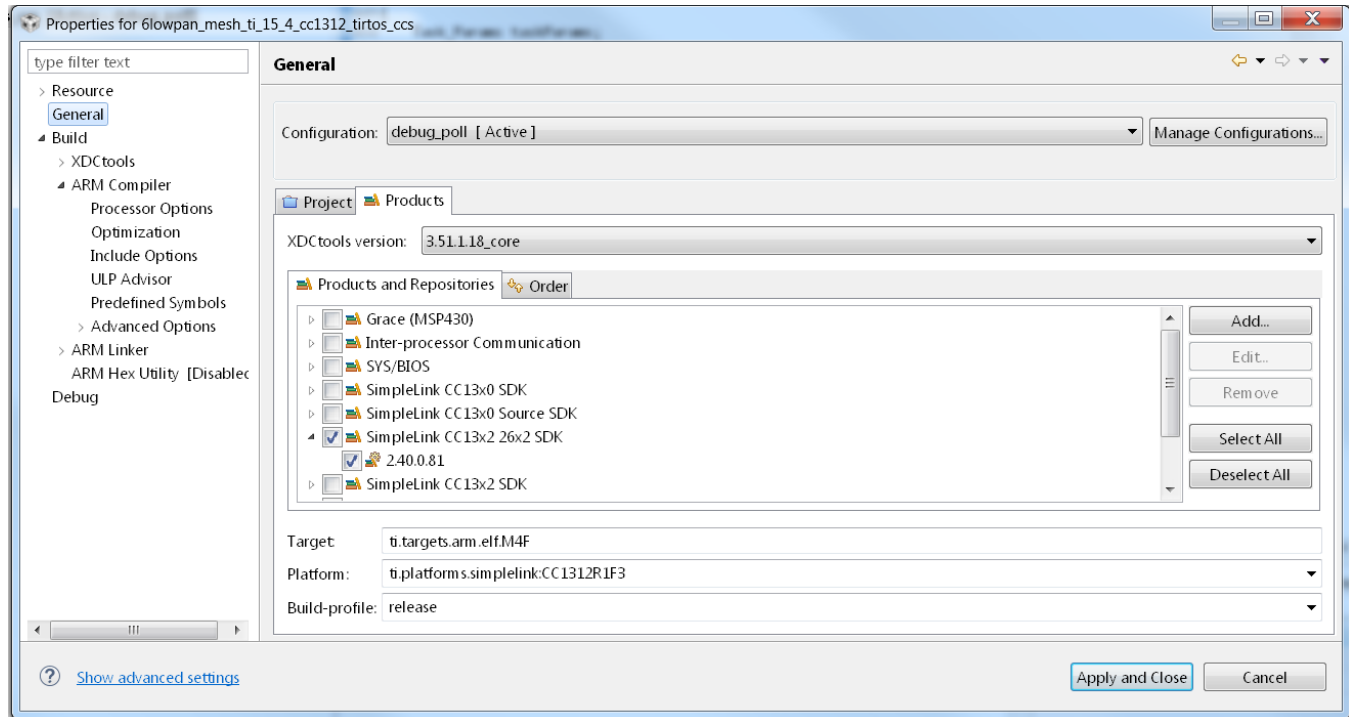 Properties for 6lowpan_mesh_ti_15_4_cc1312_tirtos_ccs
type filter text
General
Resource
General
Build
XDCtools
ARM Compiler
Processor Options
Optimization
Include Options
ULP Advisor
Predefined Symbols
Advanced Options
ARM Linker
ARM Hex Utility [Disablec
Debug
Configuration: debug_poll [ Active ] Manage Configurations...
Project Products
XDCtools version: 3.51.1.18_core
Products and Repositories Order
Grace (MSP430)
Inter-processor Communication
SYS/BIOS
SimpleLink CC13x0 SDK
SimpleLink CC13x0 Source SDK
SimpleLink CC13x2 26x2 SDK
2.40.0.81
SimpleLink CC13x2 SDK
Add...
Edit...
Remove
Select All
Deselect All
Target: ti.targets.arm.elf.M4F
Platform: ti.platforms.simplelink:CC1312R1F3
Build-profile: release
Show advanced settings
Apply and Close Cancel